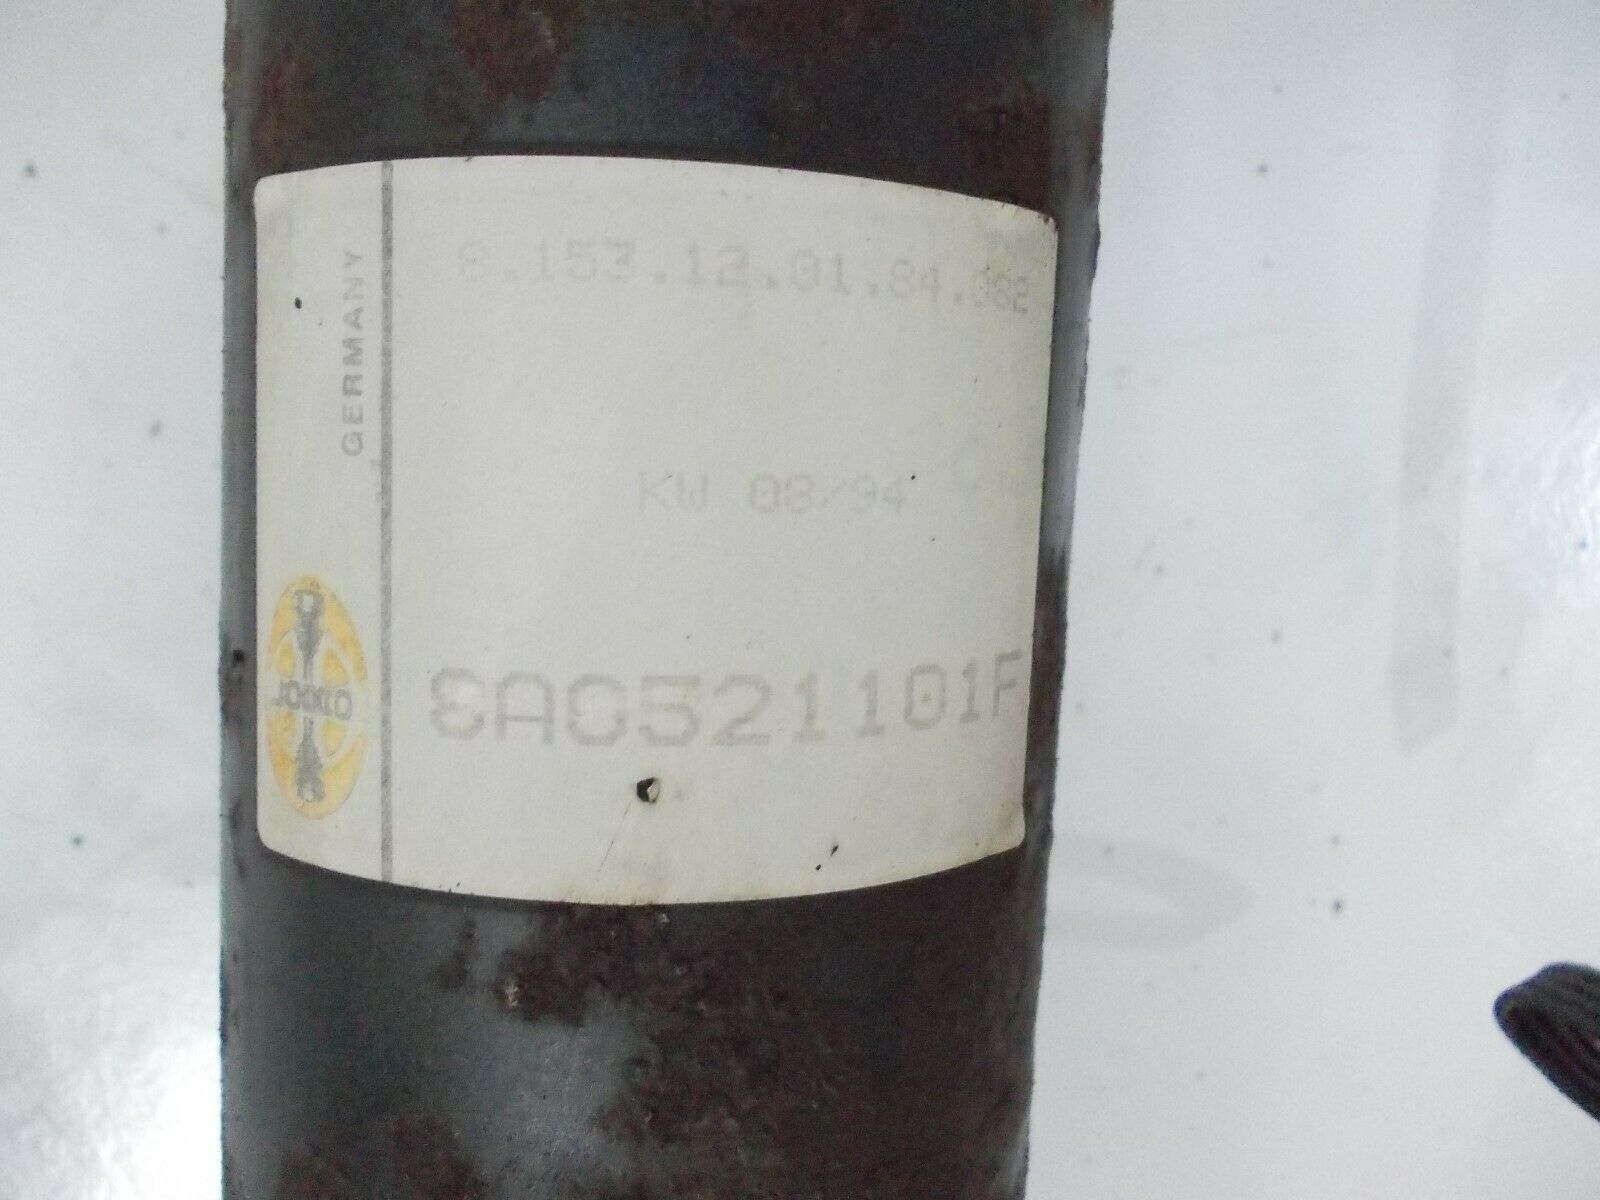 GERMANY
8.153.12.01.84.082
KW 08/94
8A0521101F